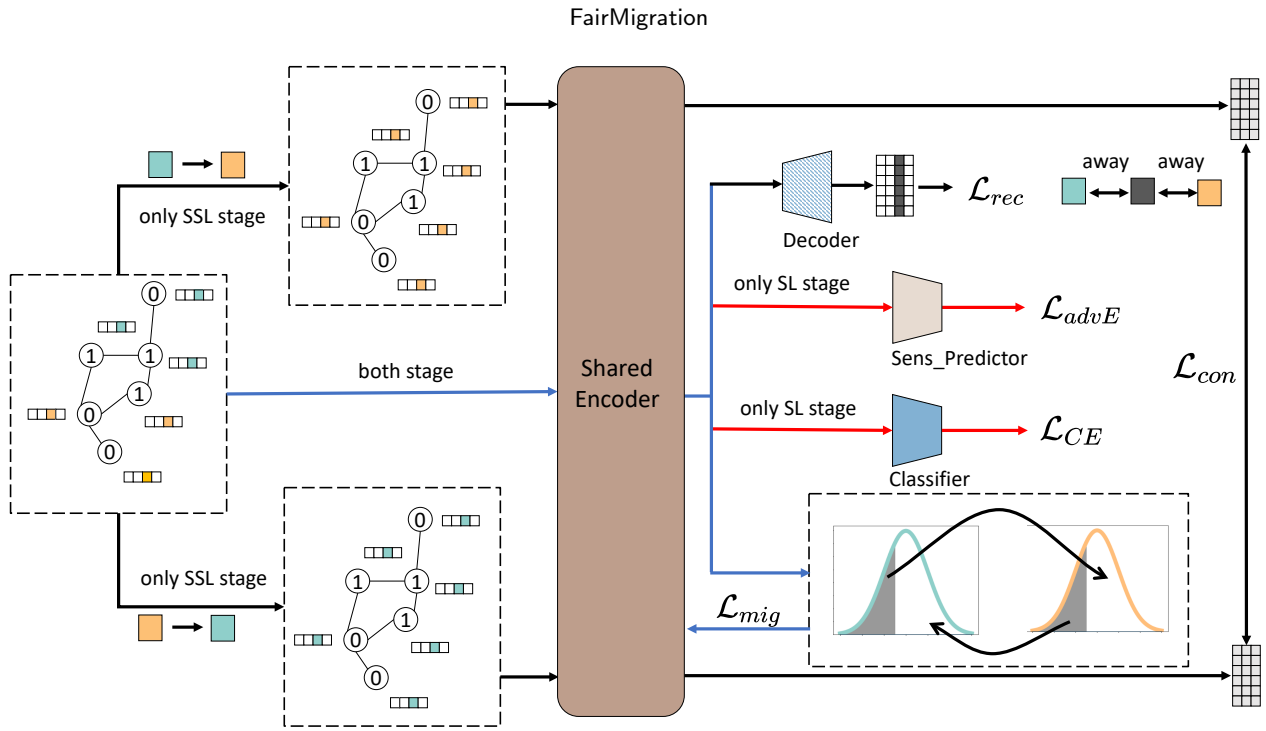 FairMigration
0
1
1
1
0
0
only SSL stage
away
away
𝓛rec
Decoder
0
1
1
1
0
0
both stage
Shared
Encoder
only SL stage
𝓛advE
Sens_Predictor
𝓛con
only SL stage
𝓛CE
Classifier
0
1
1
1
0
0
only SSL stage
𝓛mig